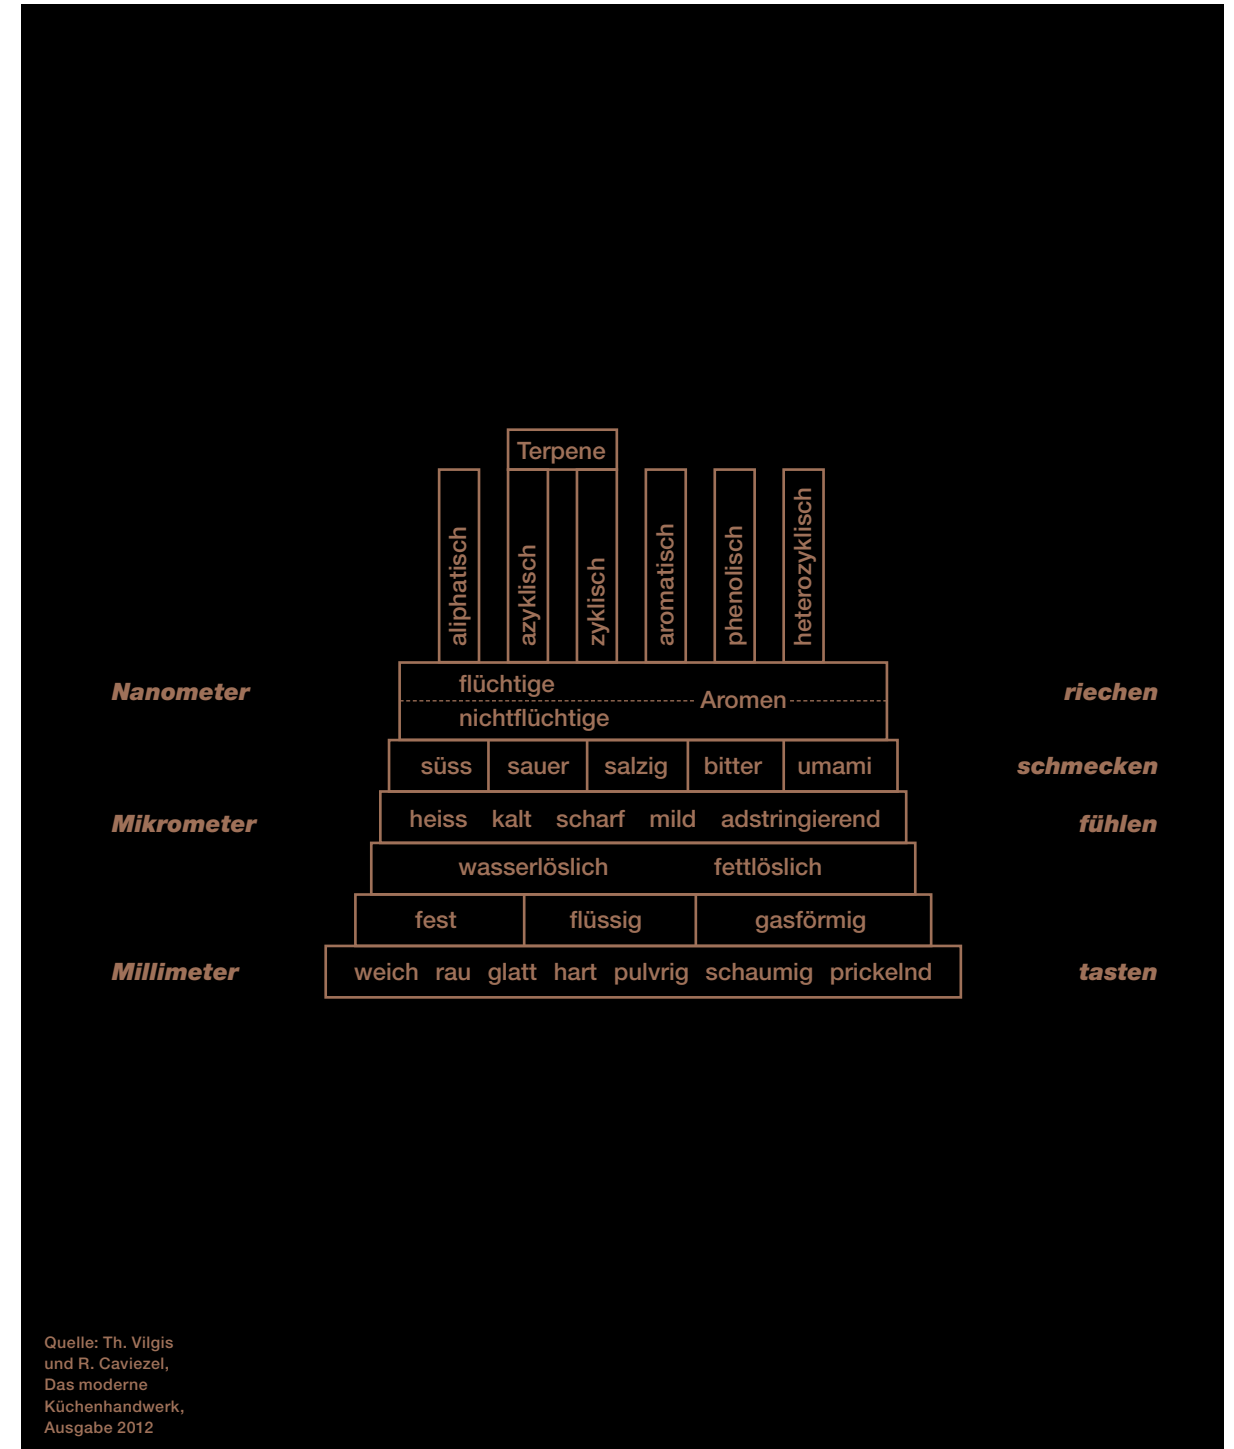 Terpene
aliphatisch
azyklisch
zyklisch
aromatisch
phenolisch
heterozyklisch
Nanometer
flüchtige
Aromen
nichtflüchtige
riechen
süss sauer salzig bitter umami
schmecken
Mikrometer
heiss kalt scharf mild adstringierend
fühlen
wasserlöslich fettlöslich
fest flüssig gasförmig
Millimeter
weich rau glatt hart pulvrig schaumig prickelnd
tasten
Quelle: Th. Vilgis
und R. Caviezel,
Das moderne
Küchenhandwerk,
Ausgabe 2012